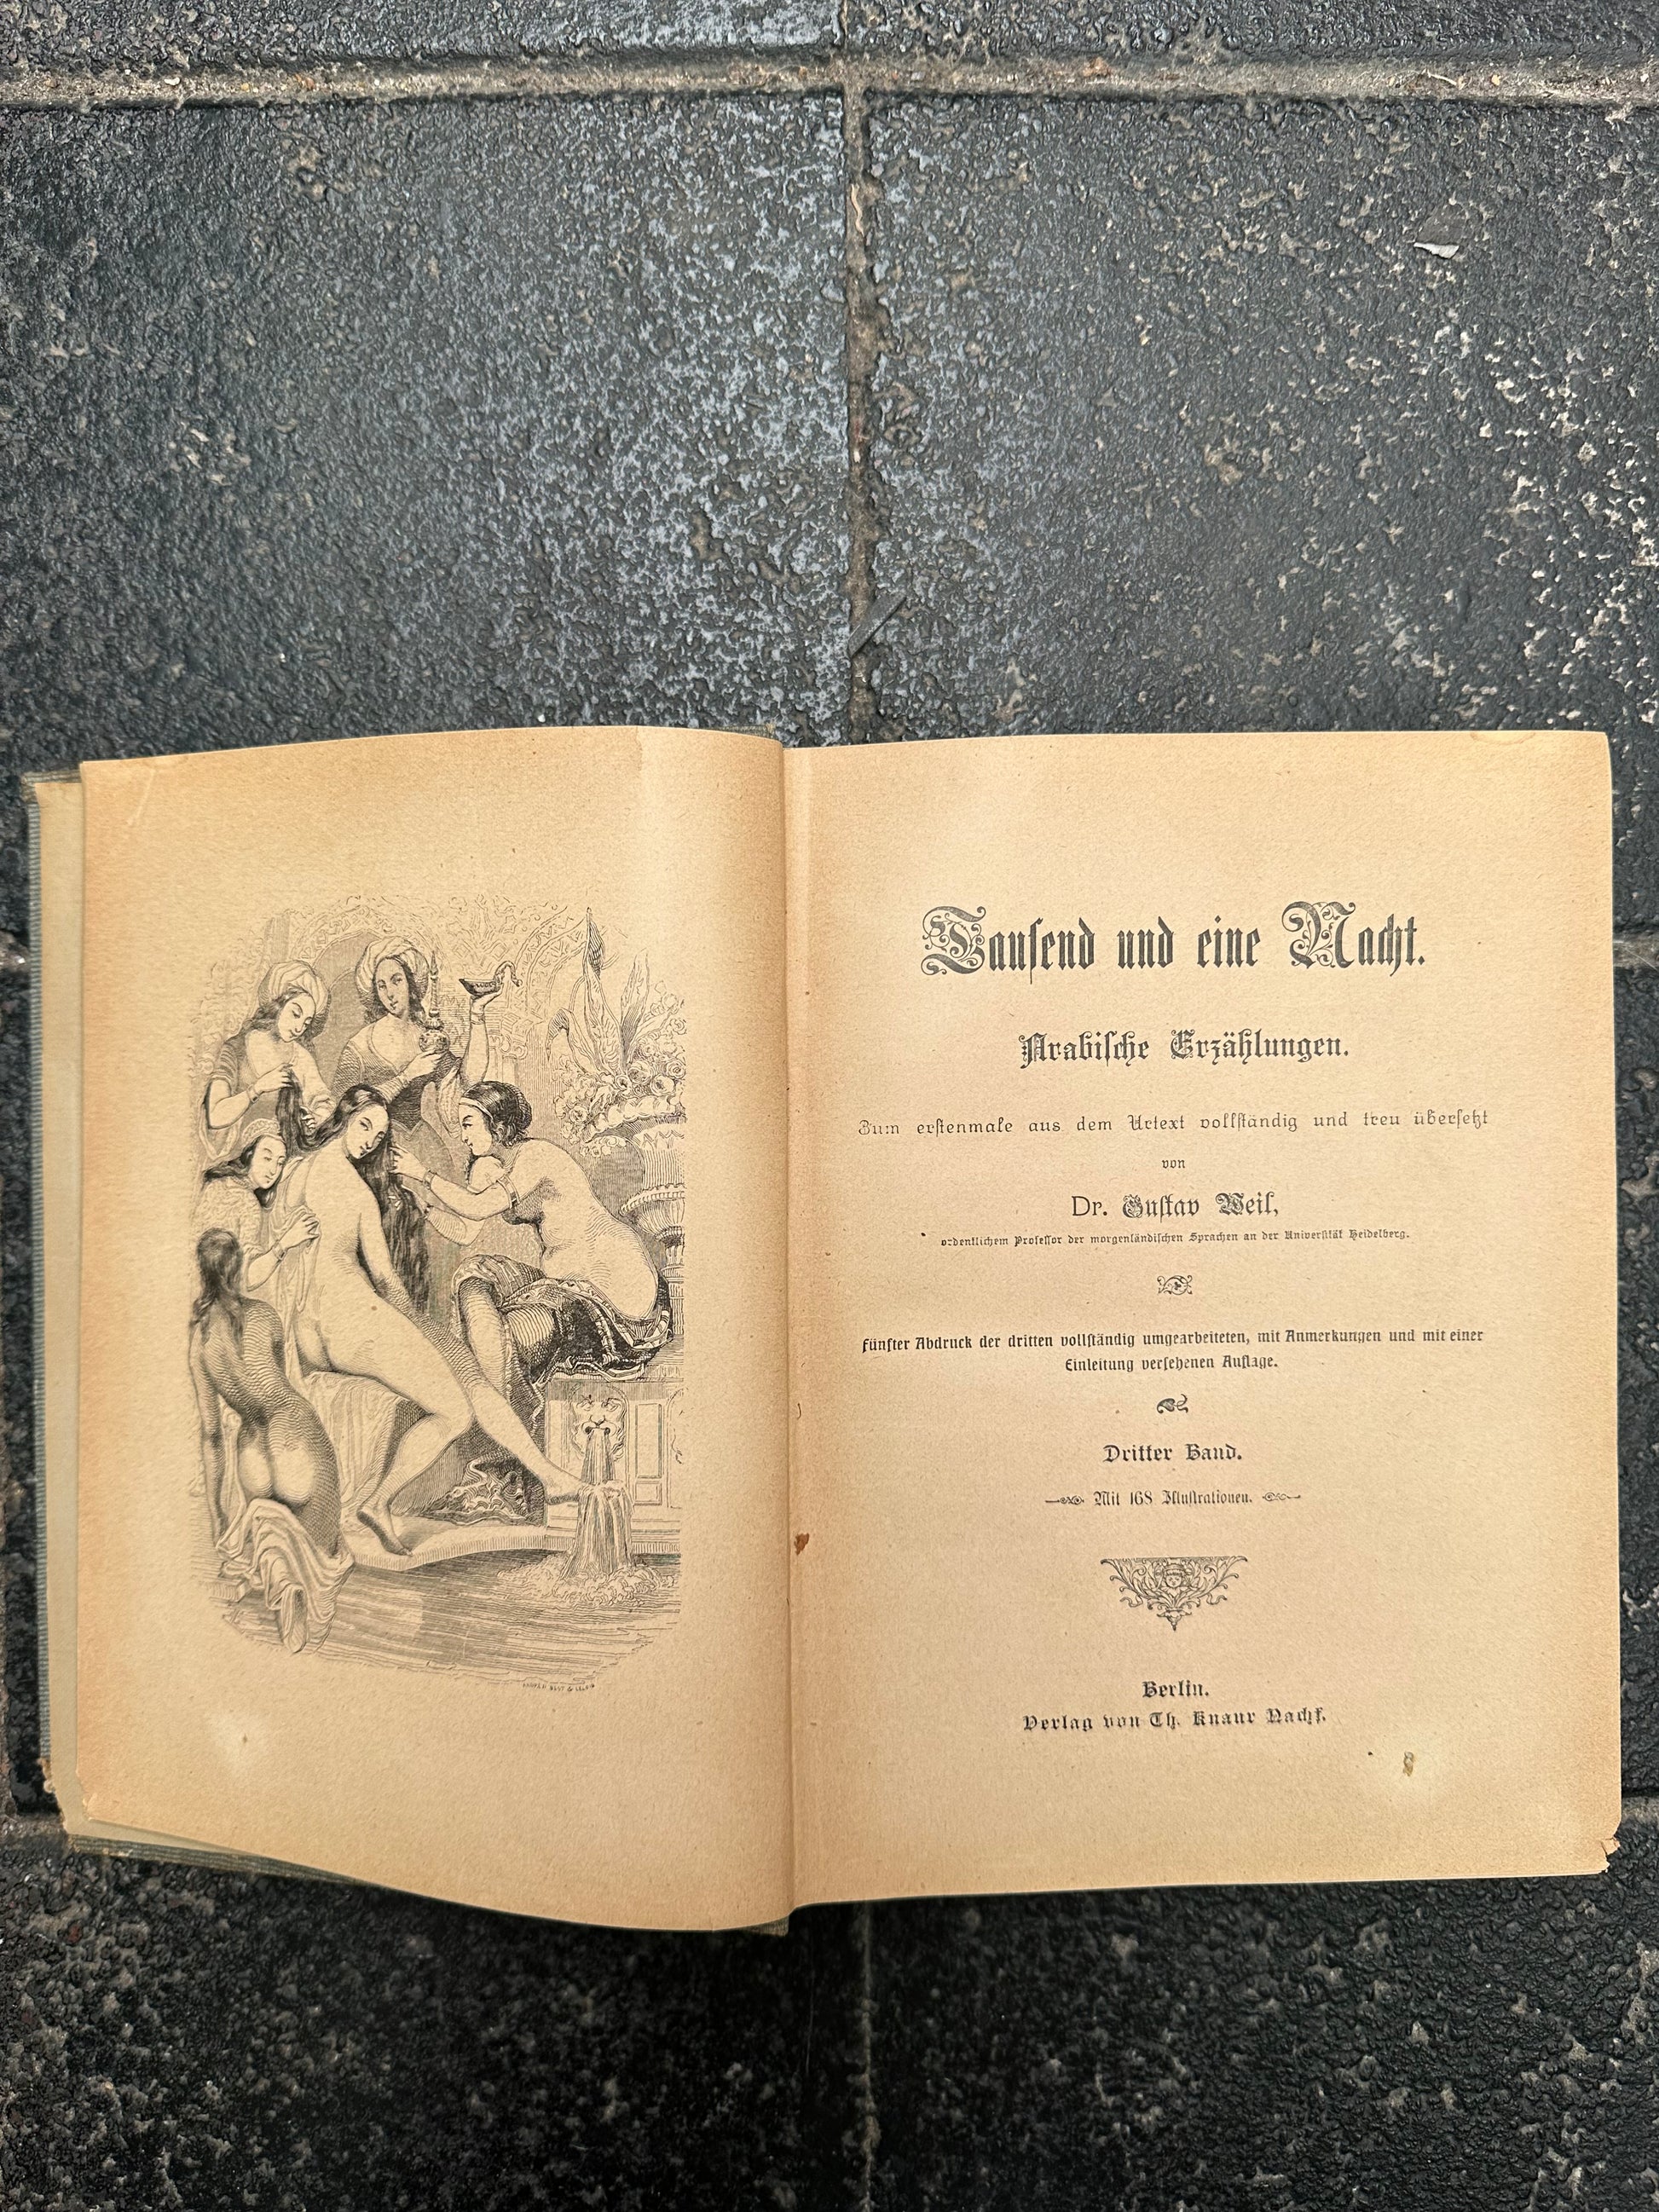 Tausend und eine Nacht.
Arabische Erzählungen.
Zum erstenmale aus dem Urtext vollständig und treu übersetzt
von
Dr. Gustav Weil,
ordentlichem Professor der morgenländischen Sprachen an der Universität Heidelberg.
Fünfter Abdruck der dritten vollständig umgearbeiteten, mit Anmerkungen und mit einer
Einleitung versehenen Auflage.
Dritter Band.
Mit 168 Illustrationen.
Berlin.
Verlag von Th. Knaur Nachf.